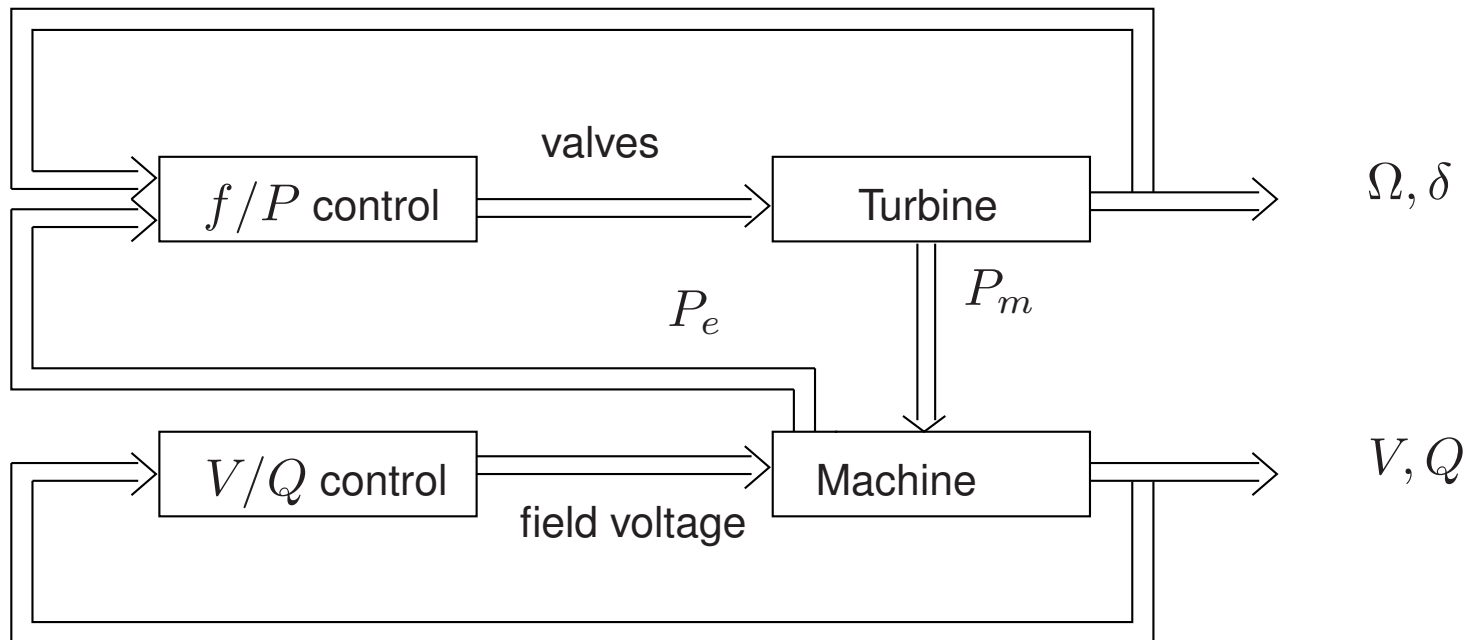 valves
f/P control
Turbine
Ω, δ
P_e
P_m
V/Q control
Machine
V, Q
field voltage